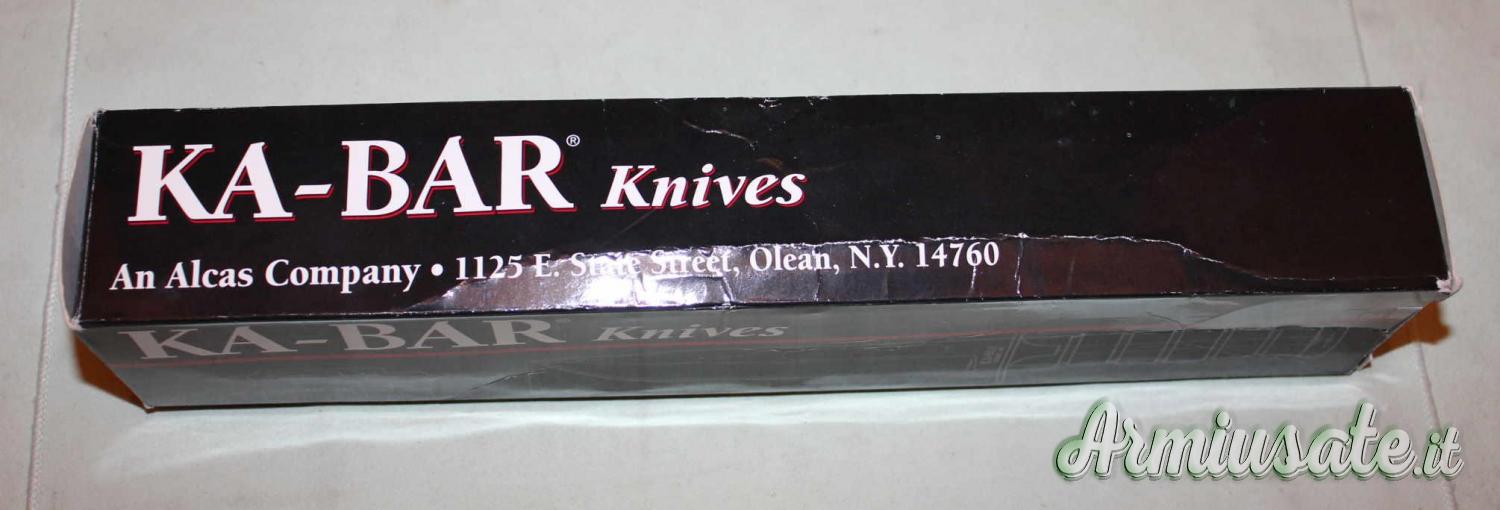 KA-BAR® Knives
An Alcas Company • 1125 E. State Street, Olean, N.Y. 14760
KA-BAR Knives
Armiusate.it